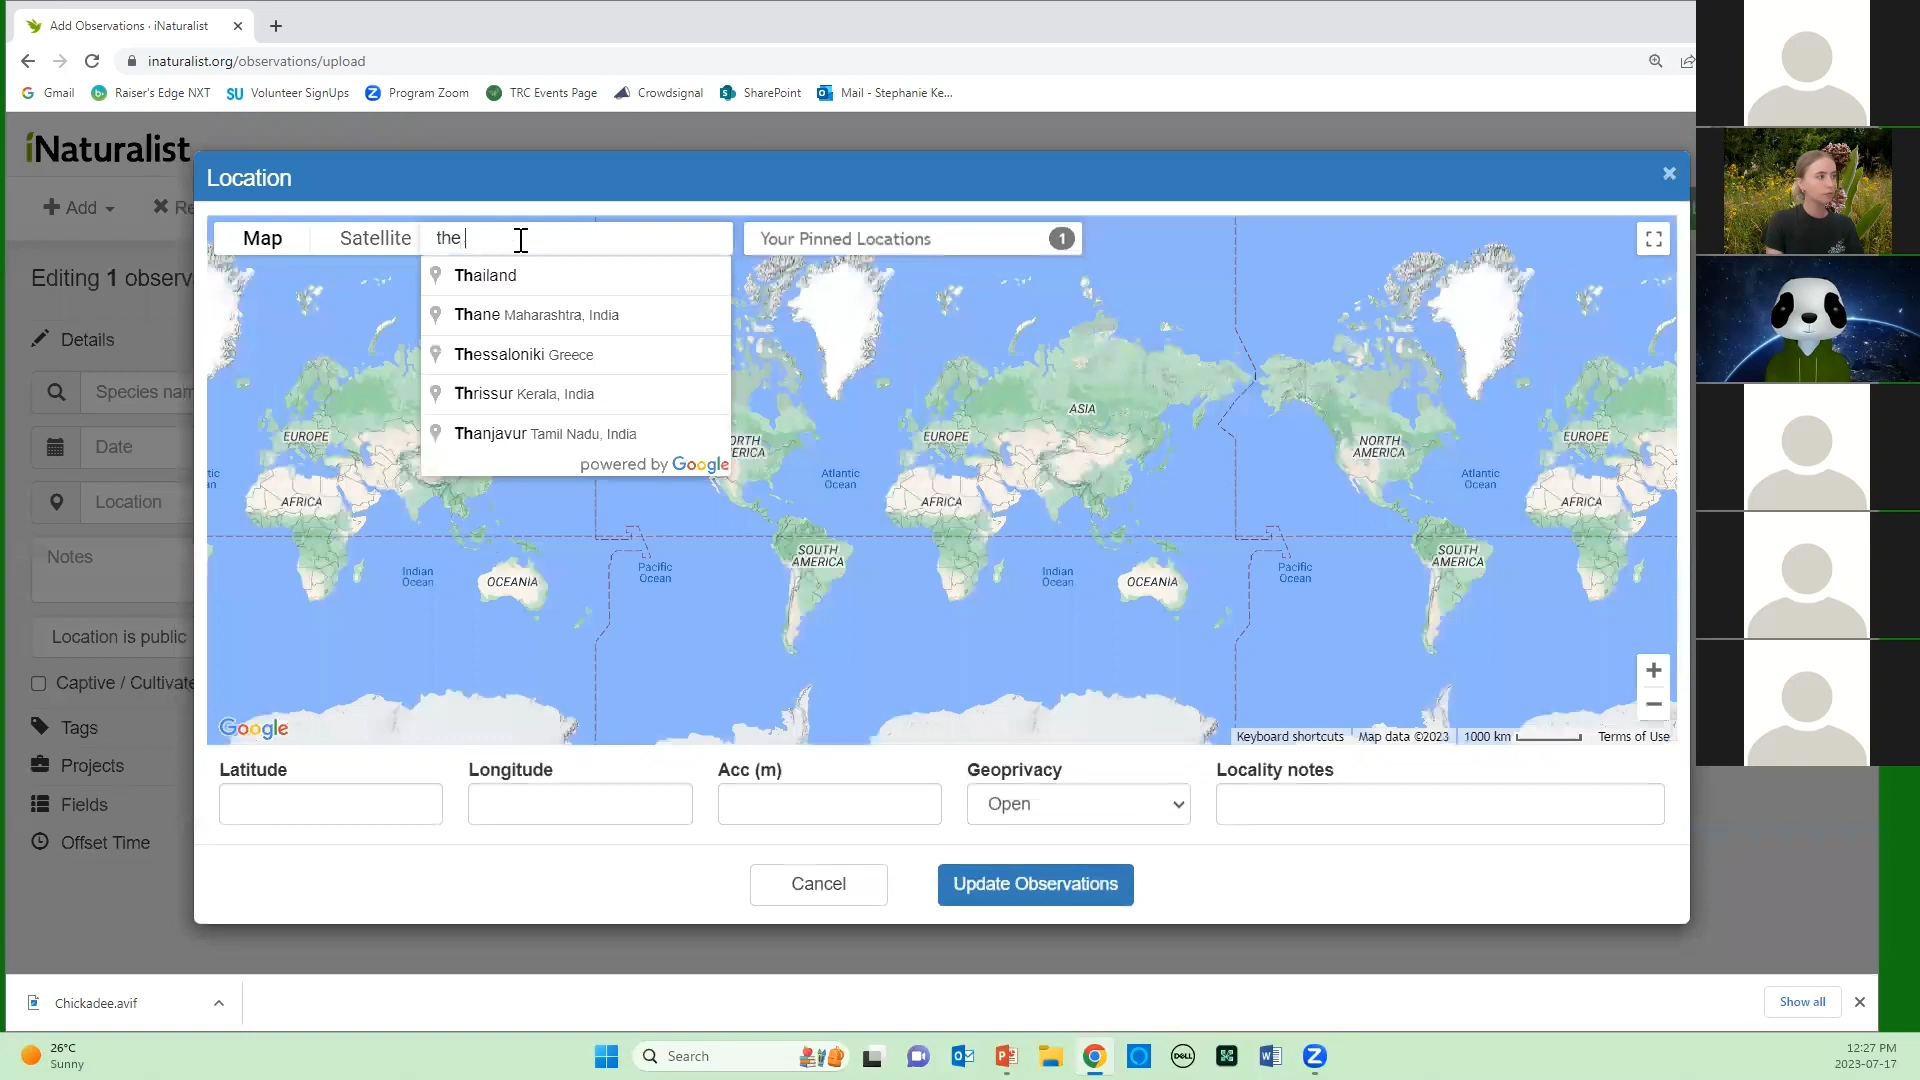 Add Observations · iNaturalist
inaturalist.org/observations/upload
Gmail Raiser's Edge NXT SU Volunteer SignUps Program Zoom TRC Events Page Crowdsignal SharePoint Mail - Stephanie Ke...
iNaturalist
Add Re
Location
Map Satellite the Your Pinned Locations 1
Editing 1 observ
Thailand
Thane Maharashtra, India
Thessaloniki Greece
Thrissur Kerala, India
Thanjavur Tamil Nadu, India
powered by Google
Details
Species nam
Date
Location
Notes
Location is public
Captive / Cultivate
Tags
Projects
Fields
Offset Time
EUROPE ASIA EUROPE
EUROPE
NORTH
AMERICA
ORTH
ERICA
Atlantic
Ocean
Atlantic
Ocean
tic
n
AFRICA AFRICA AFRICA
SOUTH
AMERICA
SOUTH
AMERICA
Indian
Ocean
OCEANIA
Pacific
Ocean
Indian
Ocean
OCEANIA
Pacific
Ocean
Google
Keyboard shortcuts Map data ©2023 1000 km Terms of Use
Latitude Longitude Acc (m) Geoprivacy Locality notes
Open
Cancel Update Observations
Chickadee.avif
Show all
26°C
Sunny
Search
DELL
12:27 PM
2023-07-17